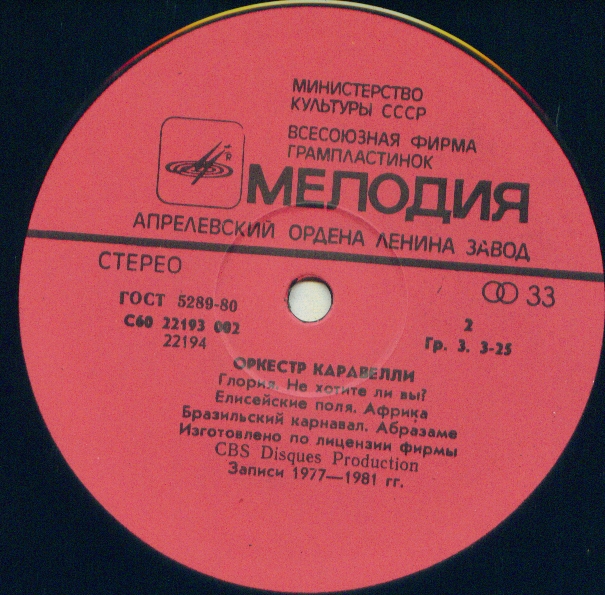 МИНИСТЕРСТВО
КУЛЬТУРЫ СССР
ВСЕСОЮЗНАЯ ФИРМА
ГРАМПЛАСТИНОК
R
МЕЛОДИЯ
АПРЕЛЕВСКИЙ ОРДЕНА ЛЕНИНА ЗАВОД
СТЕРЕО
33
ГОСТ 5289-80
С60 22193 002
22194
2
Гр. 3. 3-25
ОРКЕСТР КАРАВЕЛЛИ
Глория. Не хотите ли вы?
Елисейские поля. Африка
Бразильский карнавал. Абразаме
Изготовлено по лицензии фирмы
CBS Disques Production
Записи 1977—1981 гг.